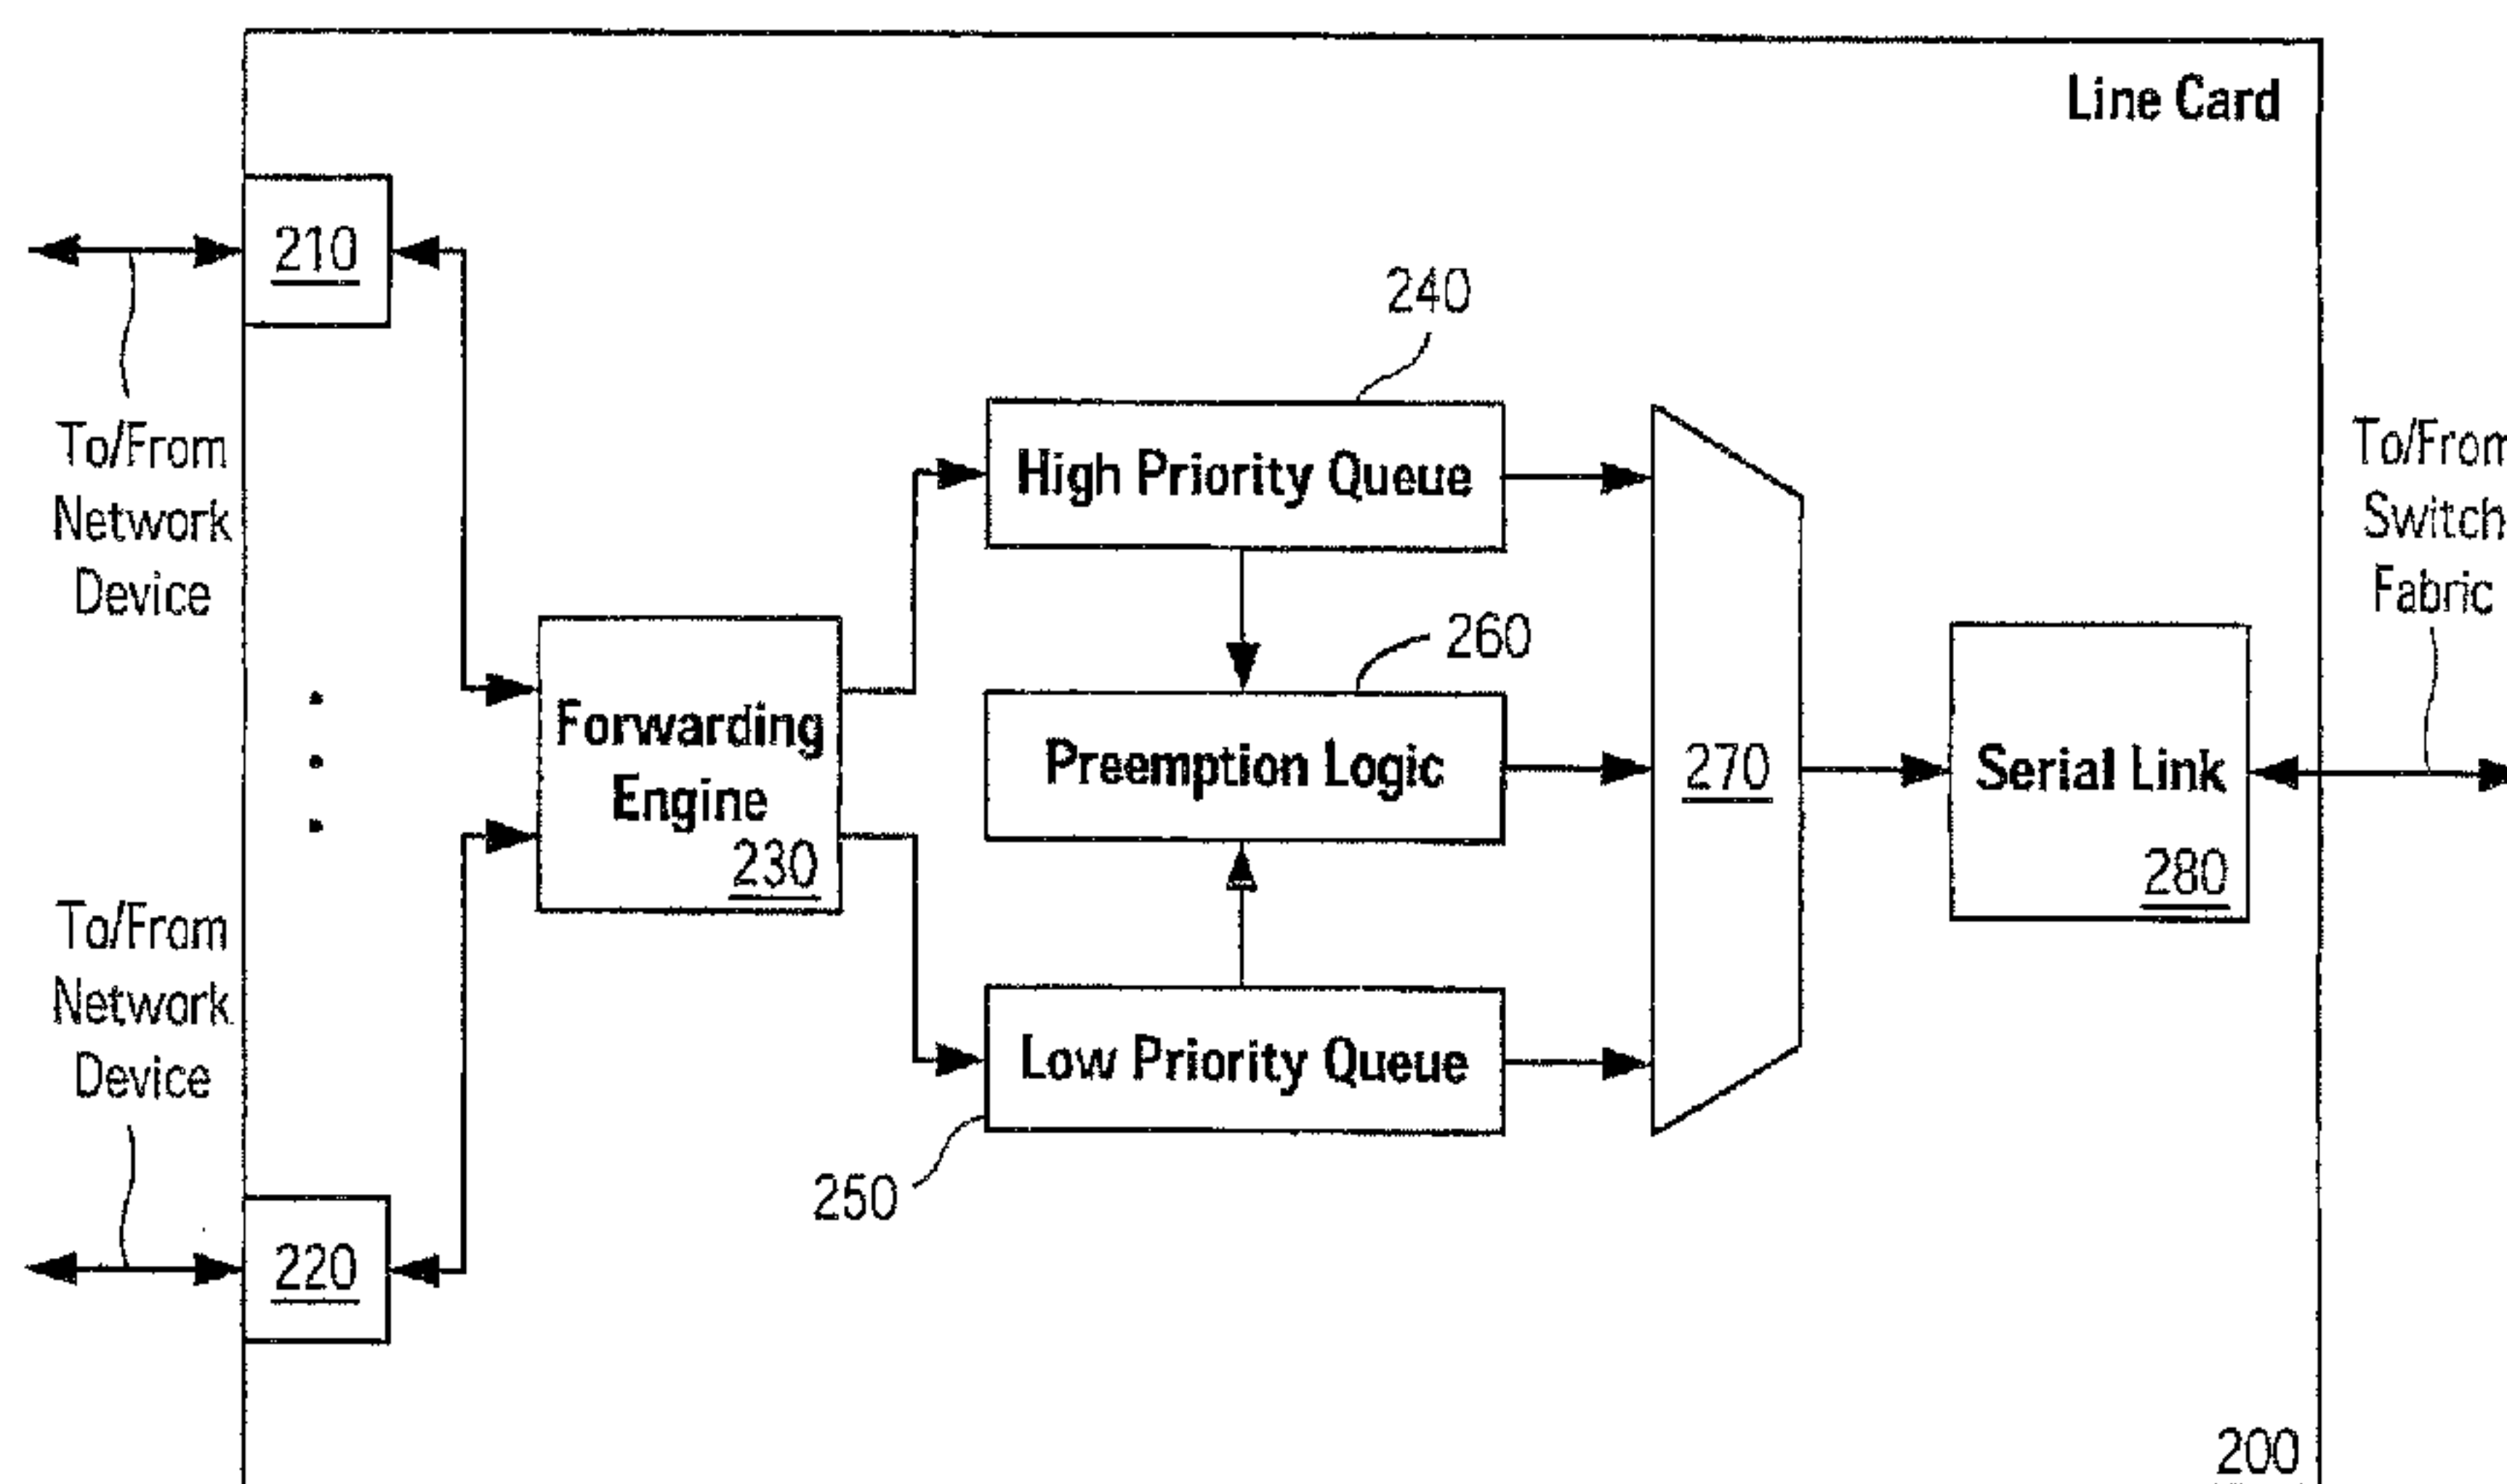 Line Card
210
To/From
Network
Device
240
High Priority Queue
To/From
Switch
Fabric
260
Forwarding
Engine
230
Preemption Logic
270
Serial Link
280
To/From
Network
Device
Low Priority Queue
250
220
200